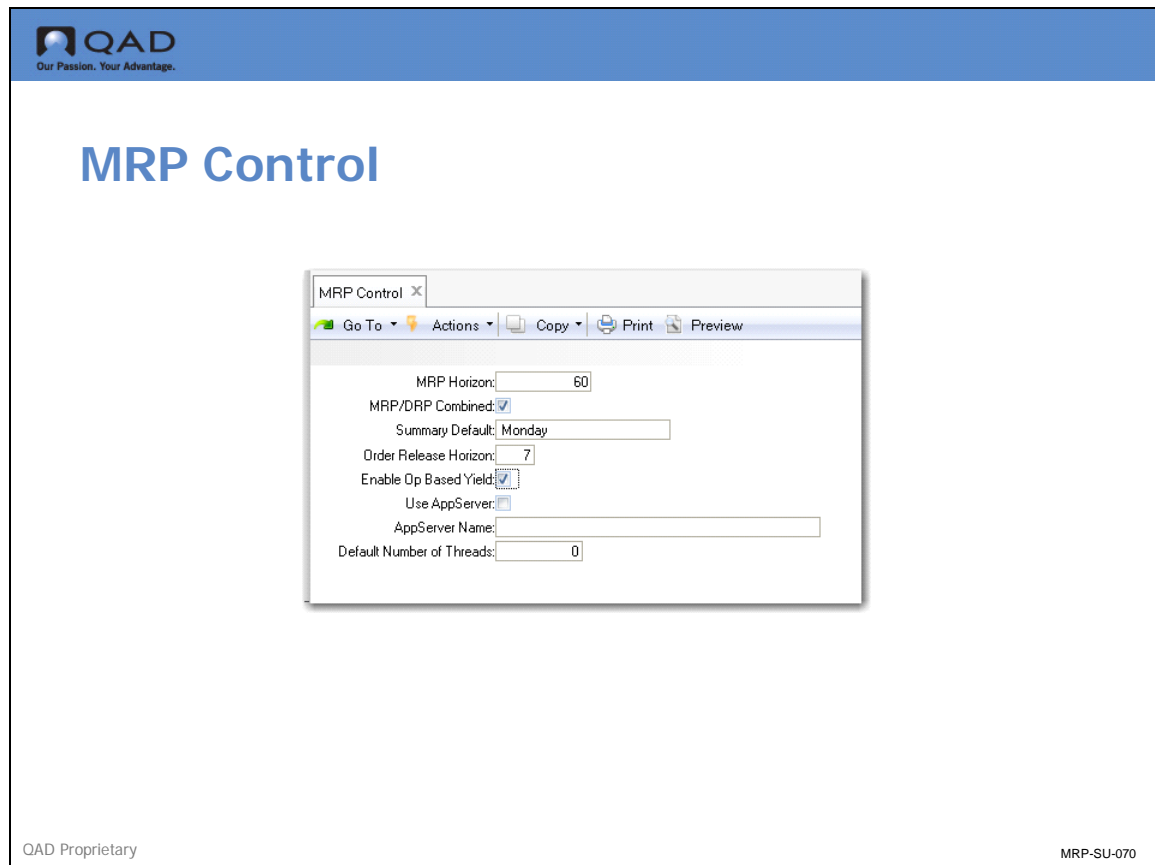 QAD
Our Passion. Your Advantage.
MRP Control
MRP Control
Go To Actions Copy Print Preview
MRP Horizon: 60
MRP/DRP Combined:
Summary Default: Monday
Order Release Horizon: 7
Enable Op Based Yield:
Use AppServer:
AppServer Name:
Default Number of Threads: 0
QAD Proprietary
MRP-SU-070